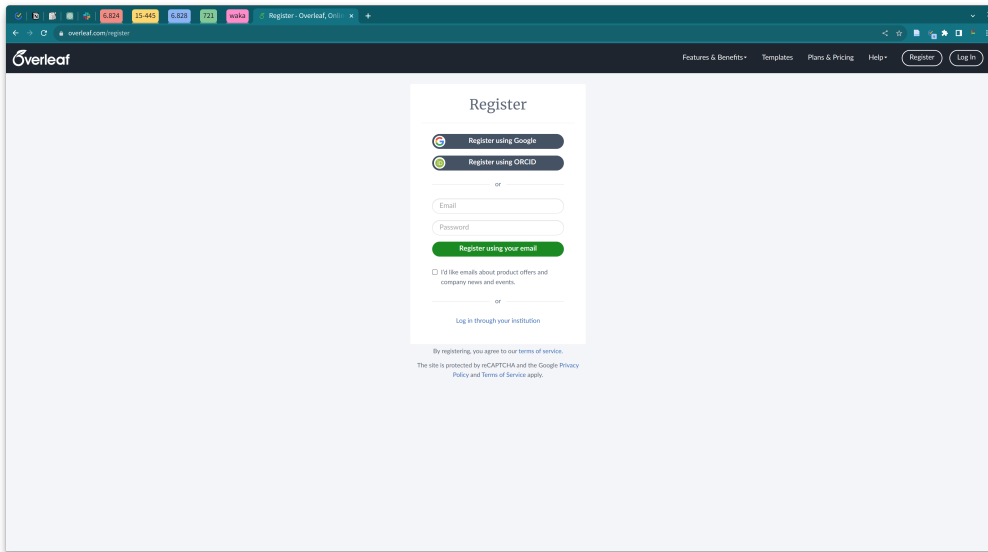 6.824
15-445
6.828
721
waka
Register - Overleaf, Onlin
overleaf.com/register
Overleaf
Features & Benefits
Templates
Plans & Pricing
Help
Register
Log In
Register
Register using Google
Register using ORCID
or
Email
Password
Register using your email
I'd like emails about product offers and
company news and events.
or
Log in through your institution
By registering, you agree to our terms of service.
The site is protected by reCAPTCHA and the Google Privacy
Policy and Terms of Service apply.